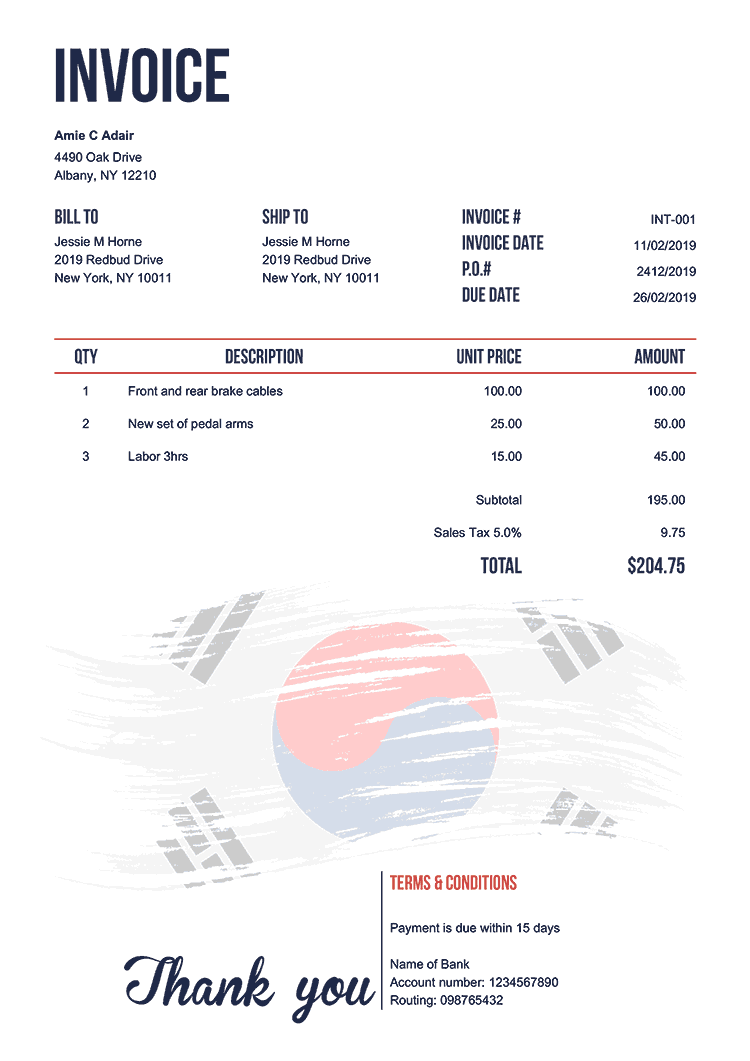 INVOICE
Amie C Adair
4490 Oak Drive
Albany, NY 12210
BILL TO
Jessie M Horne
2019 Redbud Drive
New York, NY 10011
SHIP TO
Jessie M Horne
2019 Redbud Drive
New York, NY 10011
INVOICE # INT-001
INVOICE DATE 11/02/2019
P.O.# 2412/2019
DUE DATE 26/02/2019
QTY DESCRIPTION UNIT PRICE AMOUNT
1 Front and rear brake cables 100.00 100.00
2 New set of pedal arms 25.00 50.00
3 Labor 3hrs 15.00 45.00
Subtotal 195.00
Sales Tax 5.0% 9.75
TOTAL $204.75
Thank you
TERMS & CONDITIONS
Payment is due within 15 days
Name of Bank
Account number: 1234567890
Routing: 098765432